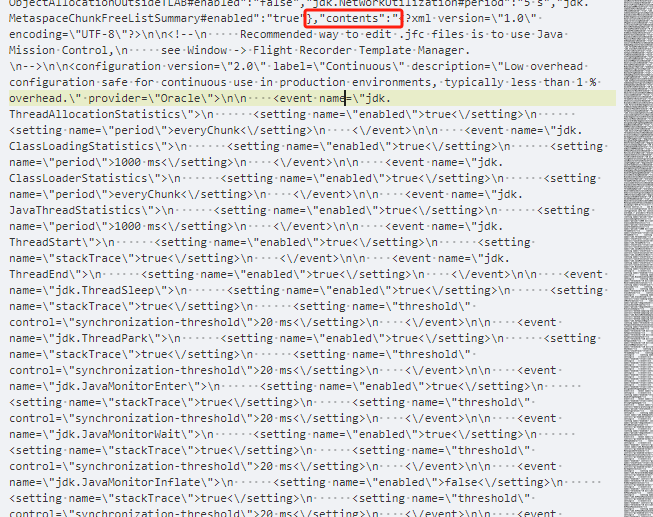 ObjectAllocationOutsideTLAB#enabled":"false","jdk.NetworkUtilization#period":"5·s","jdk.
MetaspaceChunkFreeListSummary#enabled":"true"},"contents":"<?xml·version=\"1.0\"·
encoding=\"UTF-8\"?>\n\n<!--\n·····Recommended·way·to·edit·.jfc·files·is·to·use·Java·
Mission·Control,\n·····see·Window·->·Flight·Recorder·Template·Manager.
\n-->\n\n<configuration·version=\"2.0\"·label=\"Continuous\"·description=\"Low·overhead·
configuration·safe·for·continuous·use·in·production·environments,·typically·less·than·1·%·
overhead.\"·provider=\"Oracle\">\n\n····<event·name=\"jdk.
ThreadAllocationStatistics\">\n······<setting·name=\"enabled\">true<\/setting>\n······
<setting·name=\"period\">everyChunk<\/setting>\n····<\/event>\n\n····<event·name=\"jdk.
ClassLoadingStatistics\">\n······<setting·name=\"enabled\">true<\/setting>\n······<setting·
name=\"period\">1000·ms<\/setting>\n····<\/event>\n\n····<event·name=\"jdk.
ClassLoaderStatistics\">\n······<setting·name=\"enabled\">true<\/setting>\n······<setting·
name=\"period\">everyChunk<\/setting>\n····<\/event>\n\n····<event·name=\"jdk.
JavaThreadStatistics\">\n······<setting·name=\"enabled\">true<\/setting>\n······<setting·
name=\"period\">1000·ms<\/setting>\n····<\/event>\n\n····<event·name=\"jdk.
ThreadStart\">\n······<setting·name=\"enabled\">true<\/setting>\n······<setting·
name=\"stackTrace\">true<\/setting>\n····<\/event>\n\n····<event·name=\"jdk.
ThreadEnd\">\n······<setting·name=\"enabled\">true<\/setting>\n····<\/event>\n\n····<event·
name=\"jdk.ThreadSleep\">\n······<setting·name=\"enabled\">true<\/setting>\n······<setting·
name=\"stackTrace\">true<\/setting>\n······<setting·name=\"threshold\"·
control=\"synchronization-threshold\">20·ms<\/setting>\n····<\/event>\n\n····<event·
name=\"jdk.ThreadPark\">\n······<setting·name=\"enabled\">true<\/setting>\n······<setting·
name=\"stackTrace\">true<\/setting>\n······<setting·name=\"threshold\"·
control=\"synchronization-threshold\">20·ms<\/setting>\n····<\/event>\n\n····<event·
name=\"jdk.JavaMonitorEnter\">\n······<setting·name=\"enabled\">true<\/setting>\n······
<setting·name=\"stackTrace\">true<\/setting>\n······<setting·name=\"threshold\"·
control=\"synchronization-threshold\">20·ms<\/setting>\n····<\/event>\n\n····<event·
name=\"jdk.JavaMonitorWait\">\n······<setting·name=\"enabled\">true<\/setting>\n······
<setting·name=\"stackTrace\">true<\/setting>\n······<setting·name=\"threshold\"·
control=\"synchronization-threshold\">20·ms<\/setting>\n····<\/event>\n\n····<event·
name=\"jdk.JavaMonitorInflate\">\n······<setting·name=\"enabled\">false<\/setting>\n······
<setting·name=\"stackTrace\">true<\/setting>\n······<setting·name=\"threshold\"·